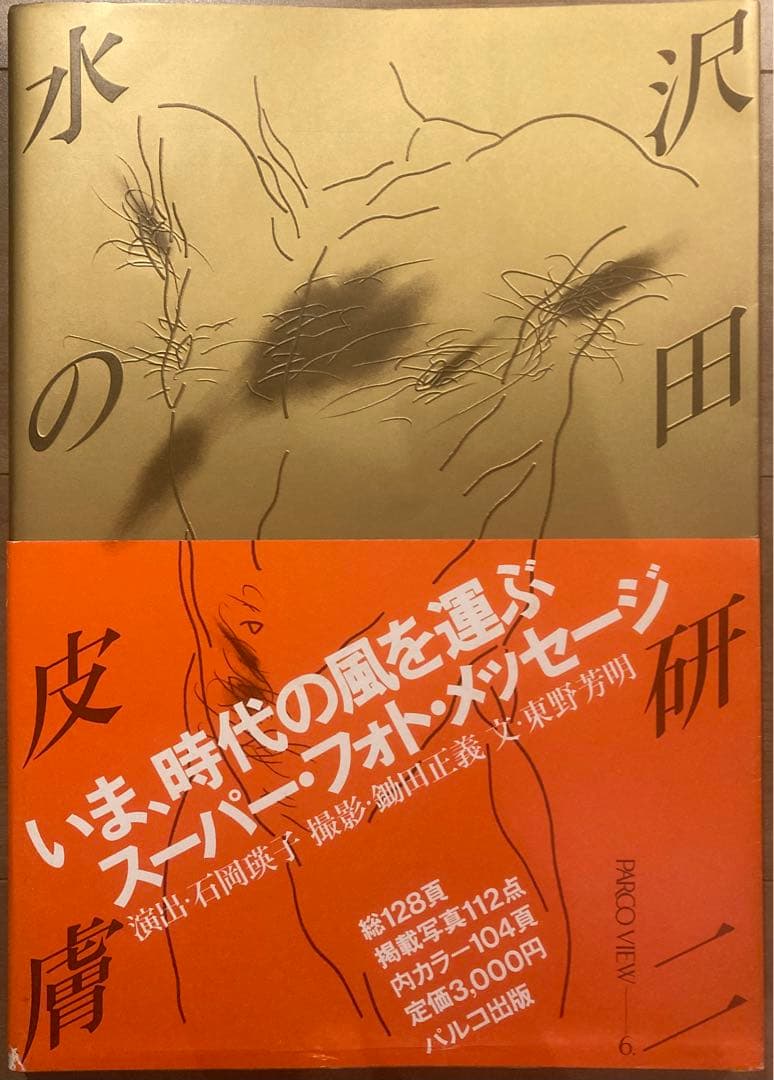 沢田研二
水の皮膚
いま、時代の風を運ぶ
スーパー・フォト・メッセージ
演出・石岡瑛子 撮影・鋤田正義 文・東野芳明
総128頁
掲載写真112点
内カラー104頁
定価3,000円
パルコ出版
PARCO VIEW—6.